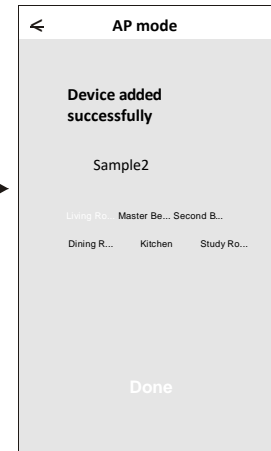 AP mode
Device added
successfully
Sample2
Living Ro... Master Be... Second B...
Dining R... Kitchen Study Ro...
Done